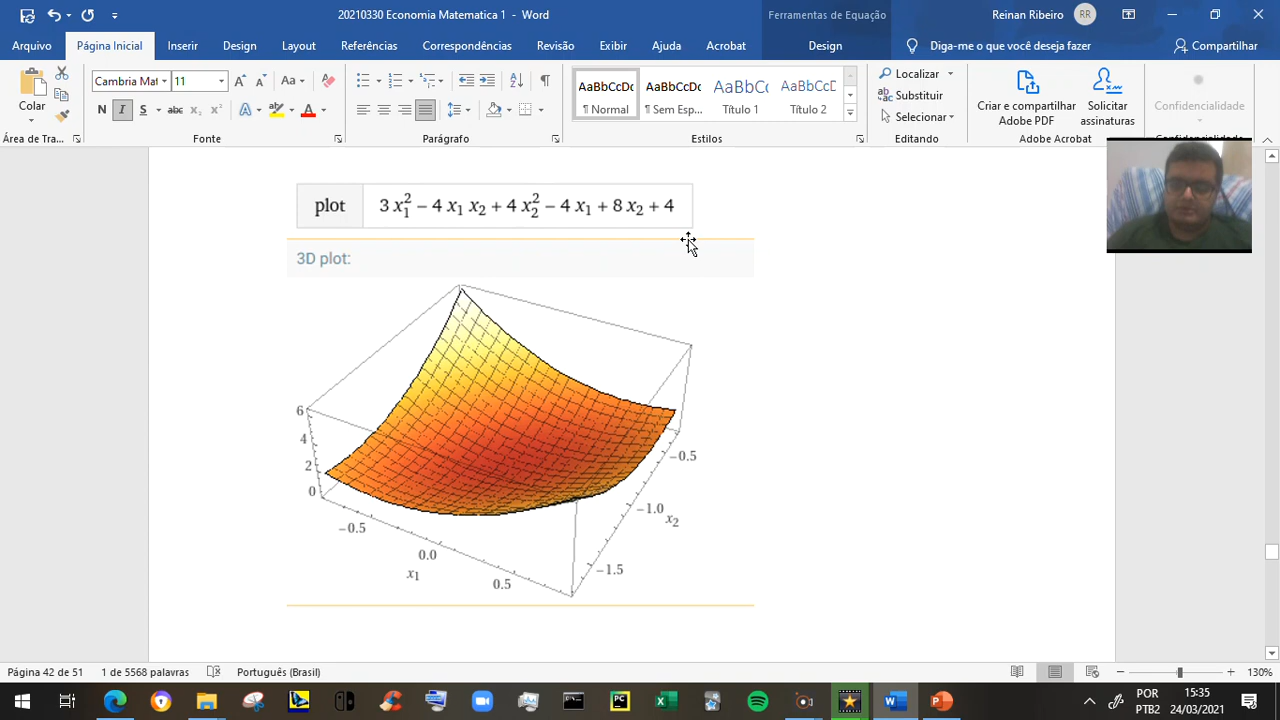 20210330 Economia Matematica 1 - Word
Ferramentas de Equação
Reinan Ribeiro
RR
Arquivo
Página Inicial
Inserir
Design
Layout
Referências
Correspondências
Revisão
Exibir
Ajuda
Acrobat
Design
Diga-me o que você deseja fazer
Compartilhar
Colar
Cambria Mat
11
Aa
N I S abc x₂ x²
AaBbCcDc
¶ Normal
AaBbCcDc
¶ Sem Esp...
AaBbCc
Título 1
AaBbCcD
Título 2
Localizar
Substituir
Selecionar
Criar e compartilhar
Adobe PDF
Solicitar
assinaturas
Confidencialidade
Área de Tra...
Fonte
Parágrafo
Estilos
Editando
Adobe Acrobat
plot 3 x₁² − 4 x₁ x₂ + 4 x₂² − 4 x₁ + 8 x₂ + 4
3D plot:
6
4
2
0
−0.5
0.0
0.5
x₁
−0.5
−1.0
−1.5
x₂
Página 42 de 51
1 de 5568 palavras
Português (Brasil)
130%
POR
PTB2
15:35
24/03/2021